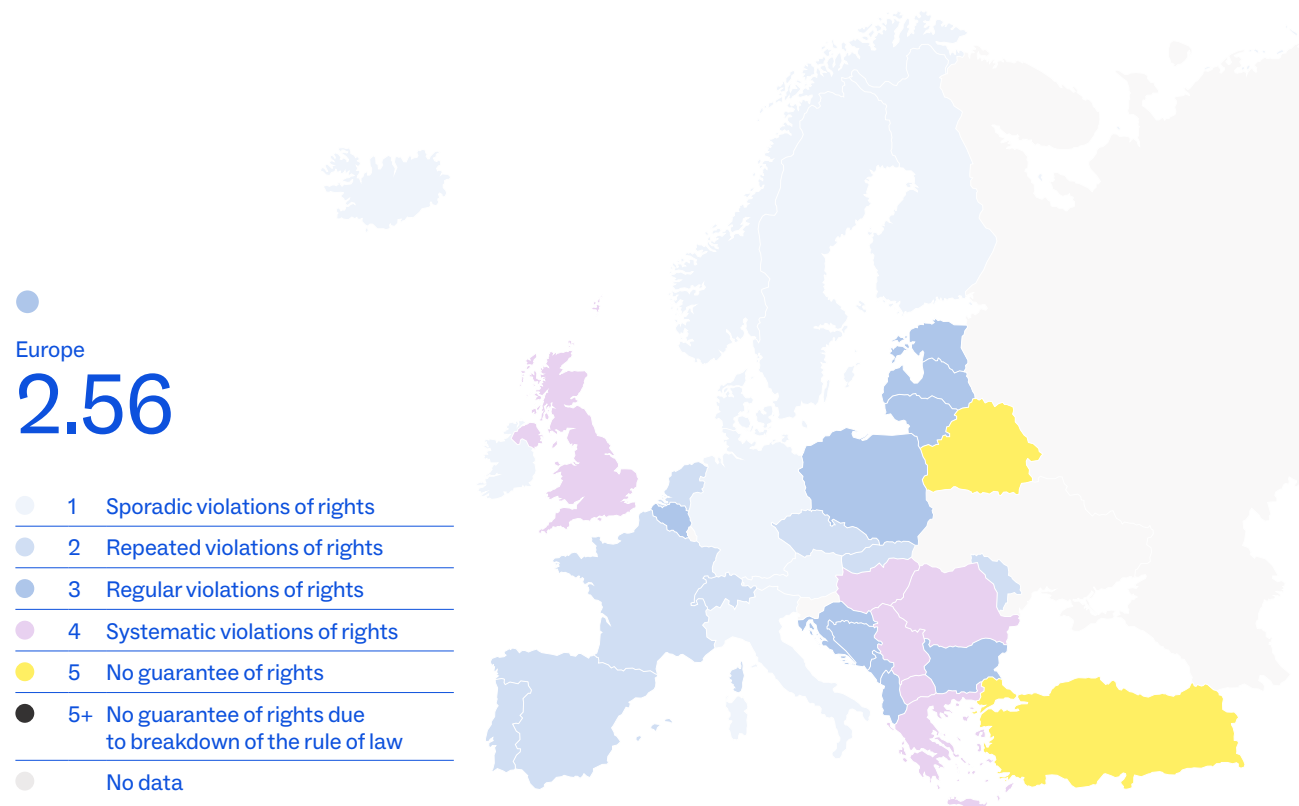 Europe
2.56
1 Sporadic violations of rights
2 Repeated violations of rights
3 Regular violations of rights
4 Systematic violations of rights
5 No guarantee of rights
5+ No guarantee of rights due
to breakdown of the rule of law
No data